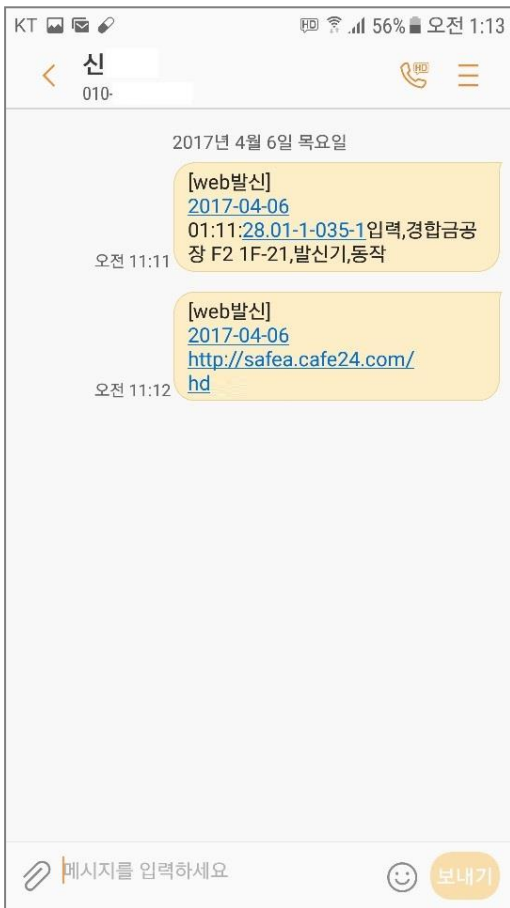 KT HD 56% 오전 1:13
신
010-
2017년 4월 6일 목요일
[web발신]
2017-04-06
01:11:28.01-1-035-1입력,경합금공
장 F2 1F-21,발신기,동작
오전 11:11
[web발신]
2017-04-06
http://safea.cafe24.com/
hd
오전 11:12
메시지를 입력하세요
보내기